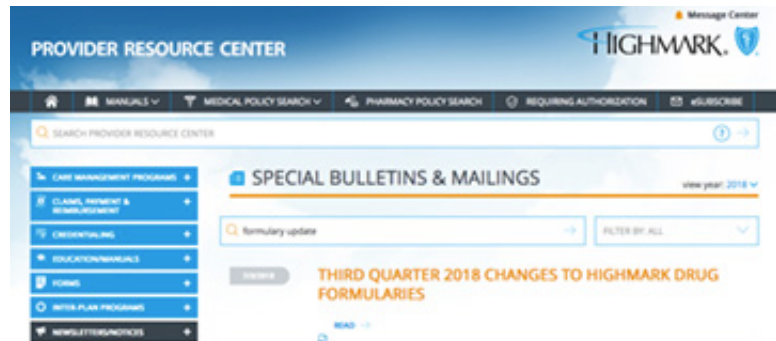 Message Center
PROVIDER RESOURCE CENTER
HIGHMARK.
MANUALS
MEDICAL POLICY SEARCH
PHARMACY POLICY SEARCH
REQUIRING AUTHORIZATION
eSUBSCRIBE
SEARCH PROVIDER RESOURCE CENTER
CARE MANAGEMENT PROGRAMS +
CLAIMS, PAYMENT & +
REIMBURSEMENT
CREDENTIALING +
EDUCATION/MANUALS +
FORMS +
INTER-PLAN PROGRAMS +
NEWSLETTERS/NOTICES +
SPECIAL BULLETINS & MAILINGS
view year: 2018
formulary update
FILTER BY: ALL
THIRD QUARTER 2018 CHANGES TO HIGHMARK DRUG
FORMULARIES
READ